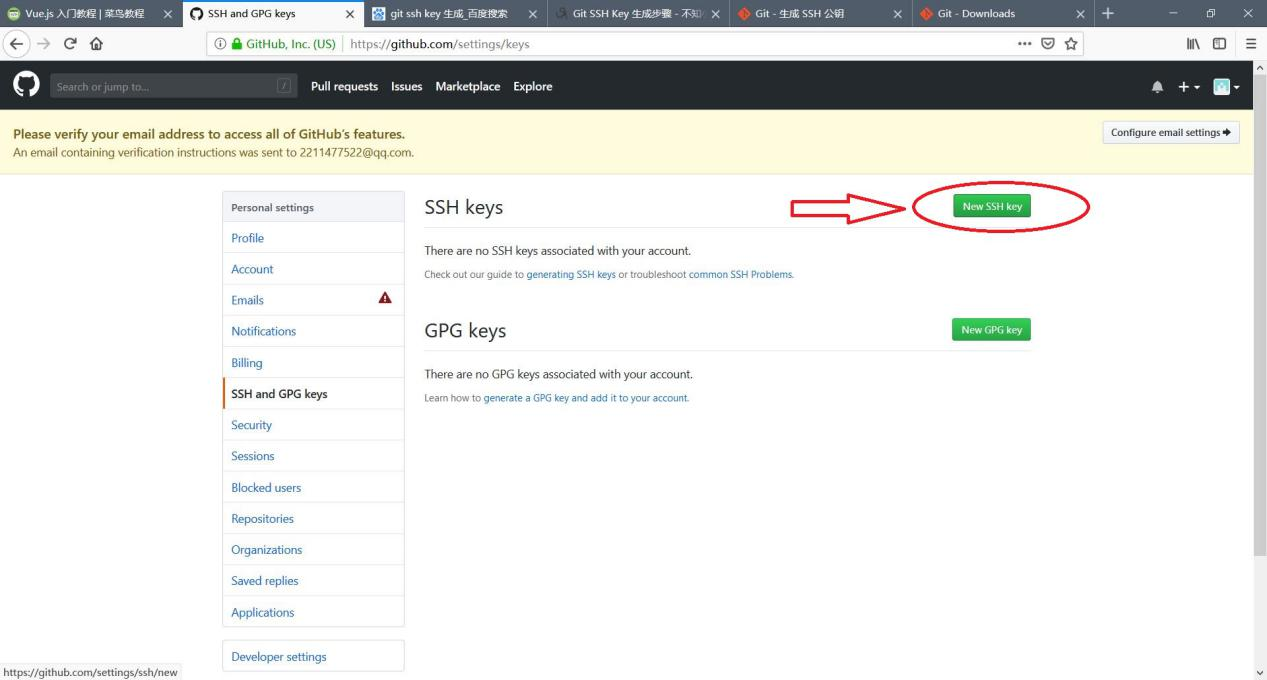 Vue.js 入门教程 | 菜鸟教程
SSH and GPG keys
git ssh key 生成_百度搜索
Git SSH Key 生成步骤 - 不知
Git - 生成 SSH 公钥
Git - Downloads
GitHub, Inc. (US)
https://github.com/settings/keys
Search or jump to...
/
Pull requests
Issues
Marketplace
Explore
Please verify your email address to access all of GitHub's features.
An email containing verification instructions was sent to 2211477522@qq.com.
Configure email settings
Personal settings
Profile
Account
Emails
Notifications
Billing
SSH and GPG keys
Security
Sessions
Blocked users
Repositories
Organizations
Saved replies
Applications
Developer settings
SSH keys
New SSH key
There are no SSH keys associated with your account.
Check out our guide to generating SSH keys or troubleshoot common SSH Problems.
GPG keys
New GPG key
There are no GPG keys associated with your account.
Learn how to generate a GPG key and add it to your account.
https://github.com/settings/ssh/new